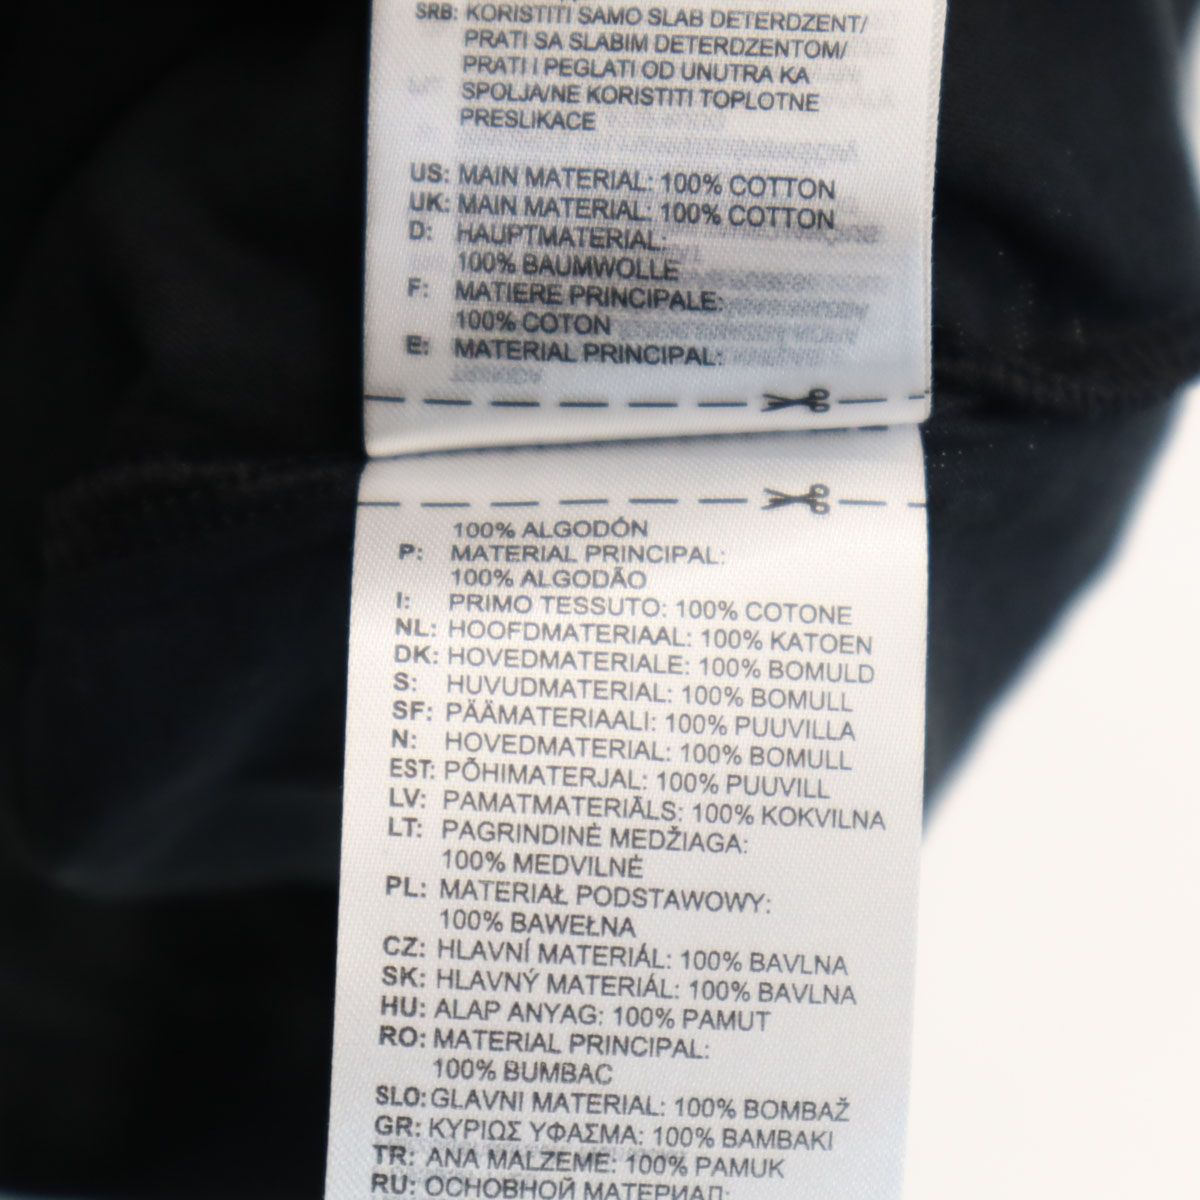 SRB: KORISTITI SAMO SLAB DETERDZENT/
PRATI SA SLABIM DETERDZENTOM/
PRATI I PEGLATI OD UNUTRA KA
SPOLJA/NE KORISTITI TOPLOTNE
PRESLIKACE
US: MAIN MATERIAL: 100% COTTON
UK: MAIN MATERIAL: 100% COTTON
D: HAUPTMATERIAL:
100% BAUMWOLLE
F: MATIERE PRINCIPALE:
100% COTON
E: MATERIAL PRINCIPAL:
100% ALGODÓN
P: MATERIAL PRINCIPAL:
100% ALGODÃO
I: PRIMO TESSUTO: 100% COTONE
NL: HOOFDMATERIAAL: 100% KATOEN
DK: HOVEDMATERIALE: 100% BOMULD
S: HUVUDMATERIAL: 100% BOMULL
SF: PÄÄMATERIAALI: 100% PUUVILLA
N: HOVEDMATERIAL: 100% BOMULL
EST: PÕHIMATERJAL: 100% PUUVILL
LV: PAMATMATERIĀLS: 100% KOKVILNA
LT: PAGRINDINĖ MEDŽIAGA:
100% MEDVILNĖ
PL: MATERIAŁ PODSTAWOWY:
100% BAWEŁNA
CZ: HLAVNÍ MATERIÁL: 100% BAVLNA
SK: HLAVNÝ MATERIÁL: 100% BAVLNA
HU: ALAP ANYAG: 100% PAMUT
RO: MATERIAL PRINCIPAL:
100% BUMBAC
SLO: GLAVNI MATERIAL: 100% BOMBAŽ
GR: ΚΥΡΙΩΣ ΥΦΑΣΜΑ: 100% ΒΑΜΒΑΚΙ
TR: ANA MALZEME: 100% PAMUK
RU: ОСНОВНОЙ МАТЕРИАЛ: